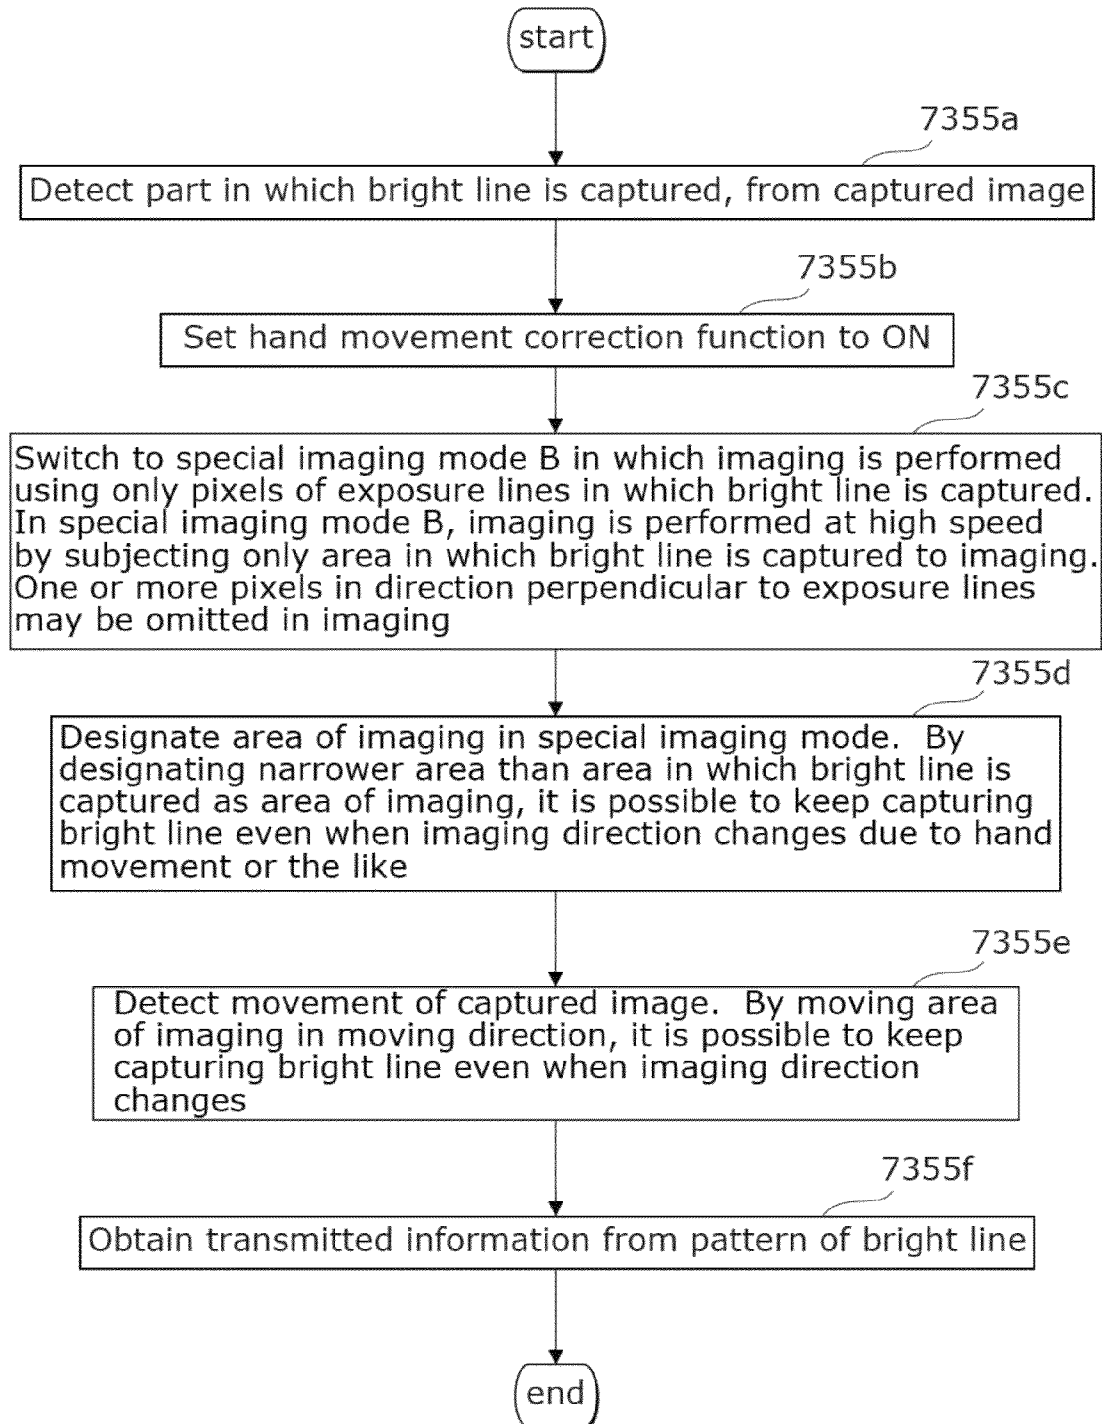 start
7355a
Detect part in which bright line is captured, from captured image
7355b
Set hand movement correction function to ON
7355c
Switch to special imaging mode B in which imaging is performed
using only pixels of exposure lines in which bright line is captured.
In special imaging mode B, imaging is performed at high speed
by subjecting only area in which bright line is captured to imaging.
One or more pixels in direction perpendicular to exposure lines
may be omitted in imaging
7355d
Designate area of imaging in special imaging mode. By
designating narrower area than area in which bright line is
captured as area of imaging, it is possible to keep capturing
bright line even when imaging direction changes due to hand
movement or the like
7355e
Detect movement of captured image. By moving area
of imaging in moving direction, it is possible to keep
capturing bright line even when imaging direction
changes
7355f
Obtain transmitted information from pattern of bright line
end